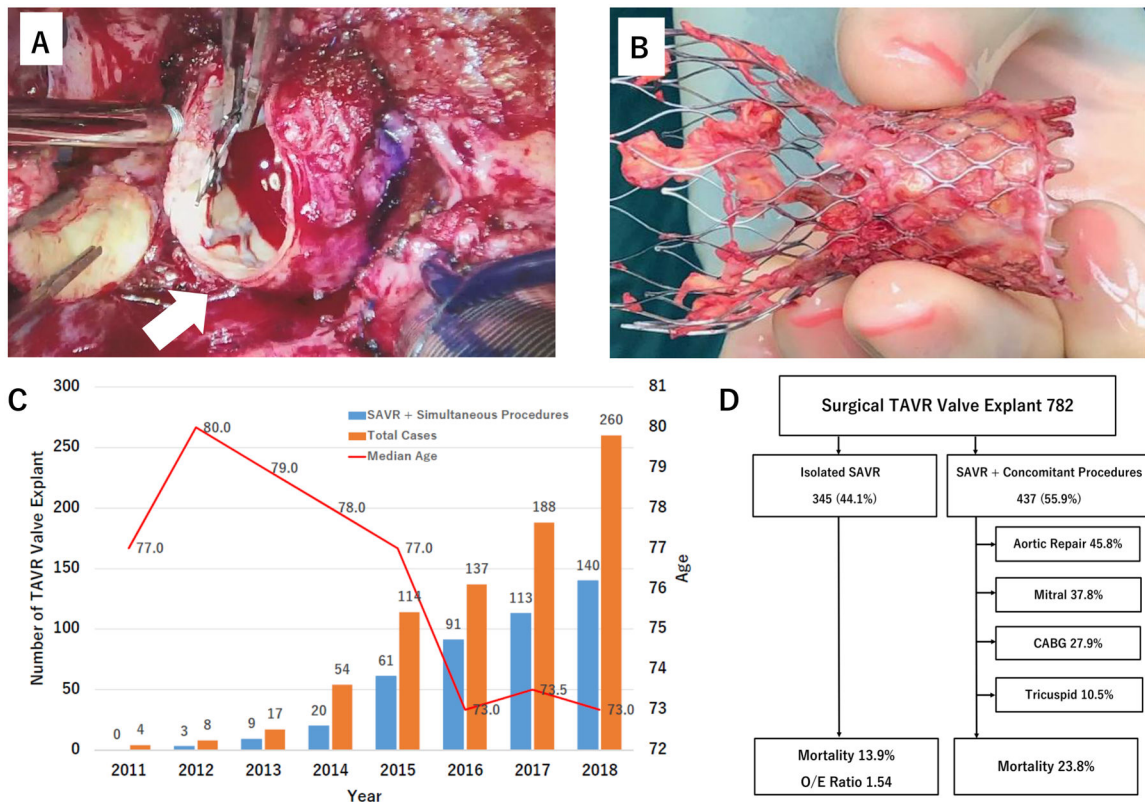 A
B
C
Number of TAVR Valve Explant
300
250
200
150
100
50
0
SAVR + Simultaneous Procedures
Total Cases
Median Age
77.0
80.0
79.0
78.0
77.0
73.0
73.5
73.0
0
4
3
8
9
17
20
54
61
114
91
137
113
188
140
260
81
80
79
78
77
76
75
74
73
72
Age
2011
2012
2013
2014
2015
2016
2017
2018
Year
D
Surgical TAVR Valve Explant 782
Isolated SAVR
345 (44.1%)
SAVR + Concomitant Procedures
437 (55.9%)
Aortic Repair 45.8%
Mitral 37.8%
CABG 27.9%
Tricuspid 10.5%
Mortality 13.9%
O/E Ratio 1.54
Mortality 23.8%